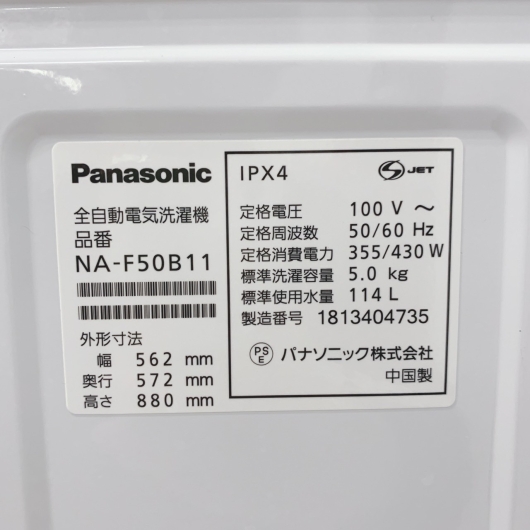 Panasonic
全自動電気洗濯機
品番
NA-F50B11
外形寸法
幅 562 mm
奥行 572 mm
高さ 880 mm
IPX4
S JET
定格電圧 100 V ～
定格周波数 50/60 Hz
定格消費電力 355/430 W
標準洗濯容量 5.0 kg
標準使用水量 114 L
製造番号 1813404735
PS E パナソニック株式会社
中国製